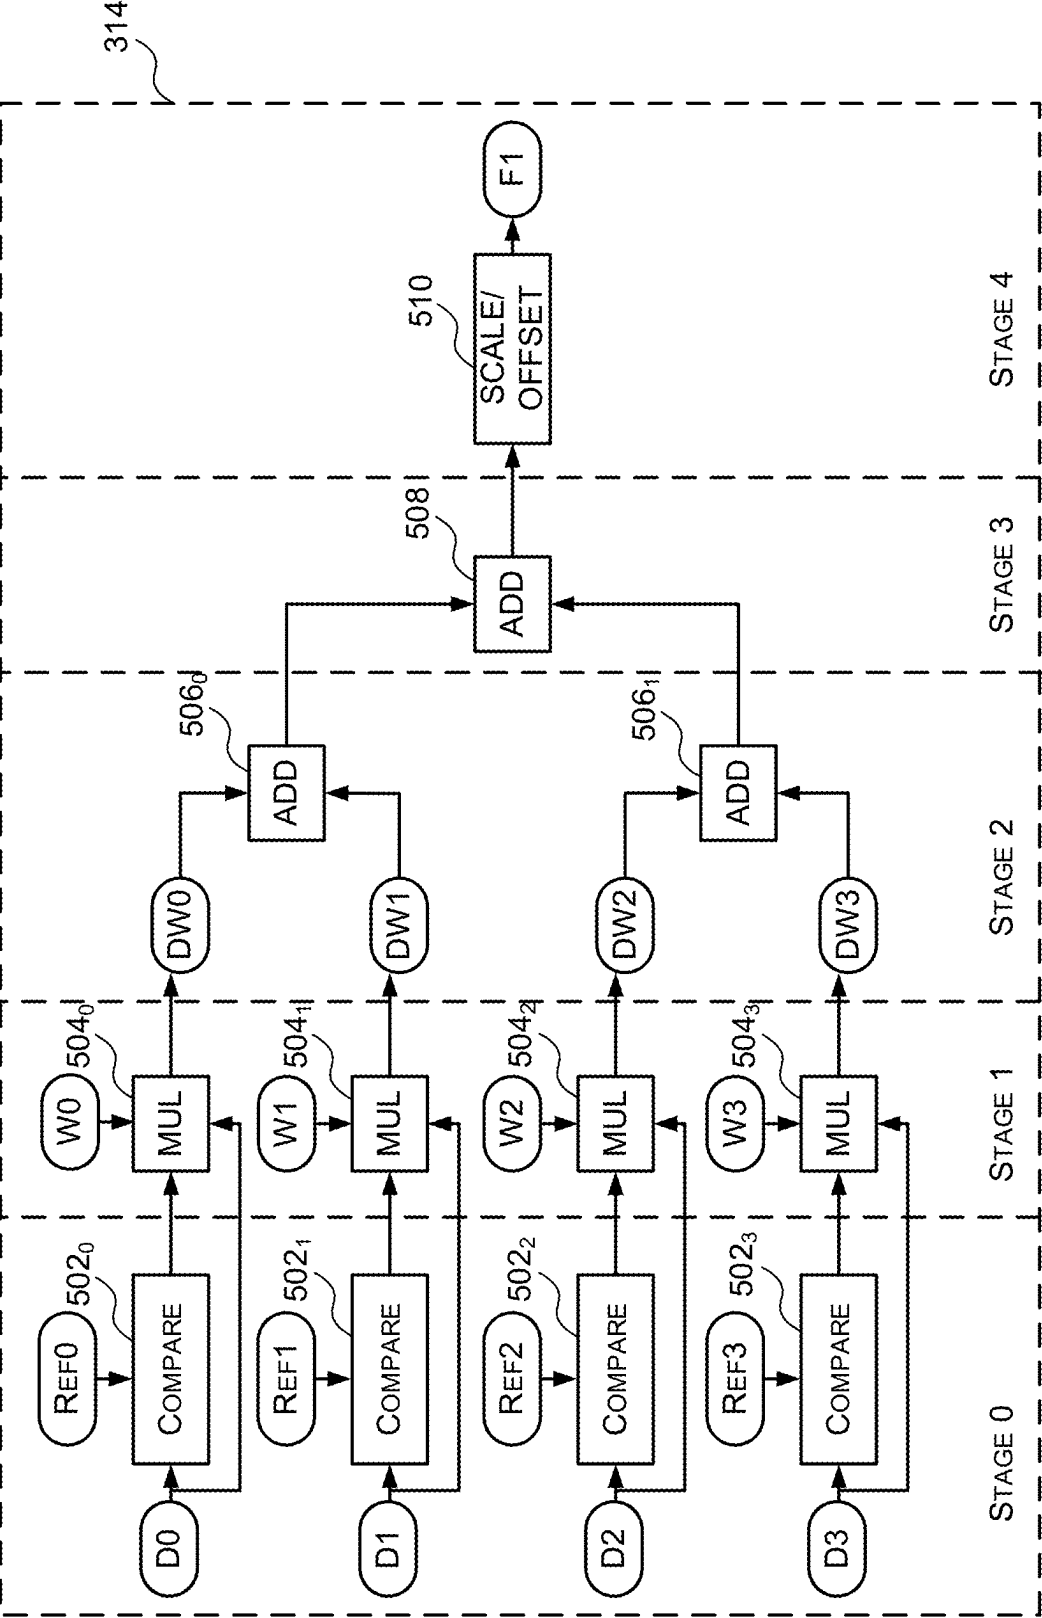 314
D0
REF0
COMPARE
502₀
W0
MUL
504₀
DW0
D1
REF1
COMPARE
502₁
W1
MUL
504₁
DW1
ADD
506₀
D2
REF2
COMPARE
502₂
W2
MUL
504₂
DW2
D3
REF3
COMPARE
502₃
W3
MUL
504₃
DW3
ADD
506₁
ADD
508
SCALE/
OFFSET
510
F1
STAGE 0
STAGE 1
STAGE 2
STAGE 3
STAGE 4